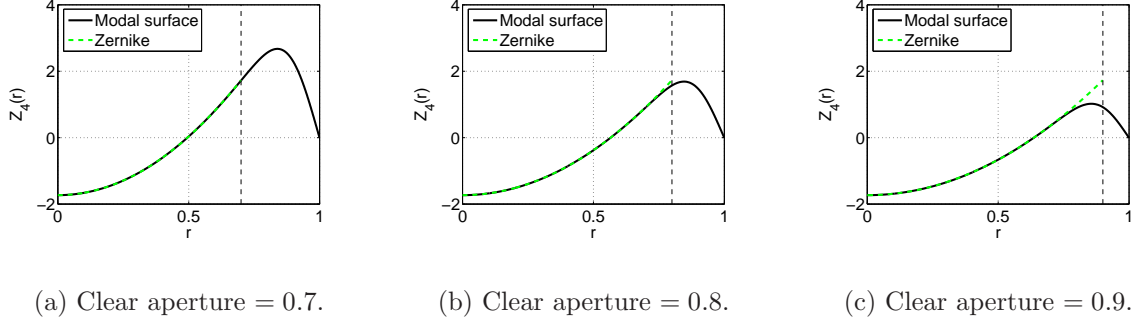 4
2
0
−2
0
0.5
1
Z4(r)
r
Modal surface
Zernike
(a) Clear aperture = 0.7.
4
2
0
−2
0
0.5
1
Z4(r)
r
Modal surface
Zernike
(b) Clear aperture = 0.8.
4
2
0
−2
0
0.5
1
Z4(r)
r
Modal surface
Zernike
(c) Clear aperture = 0.9.